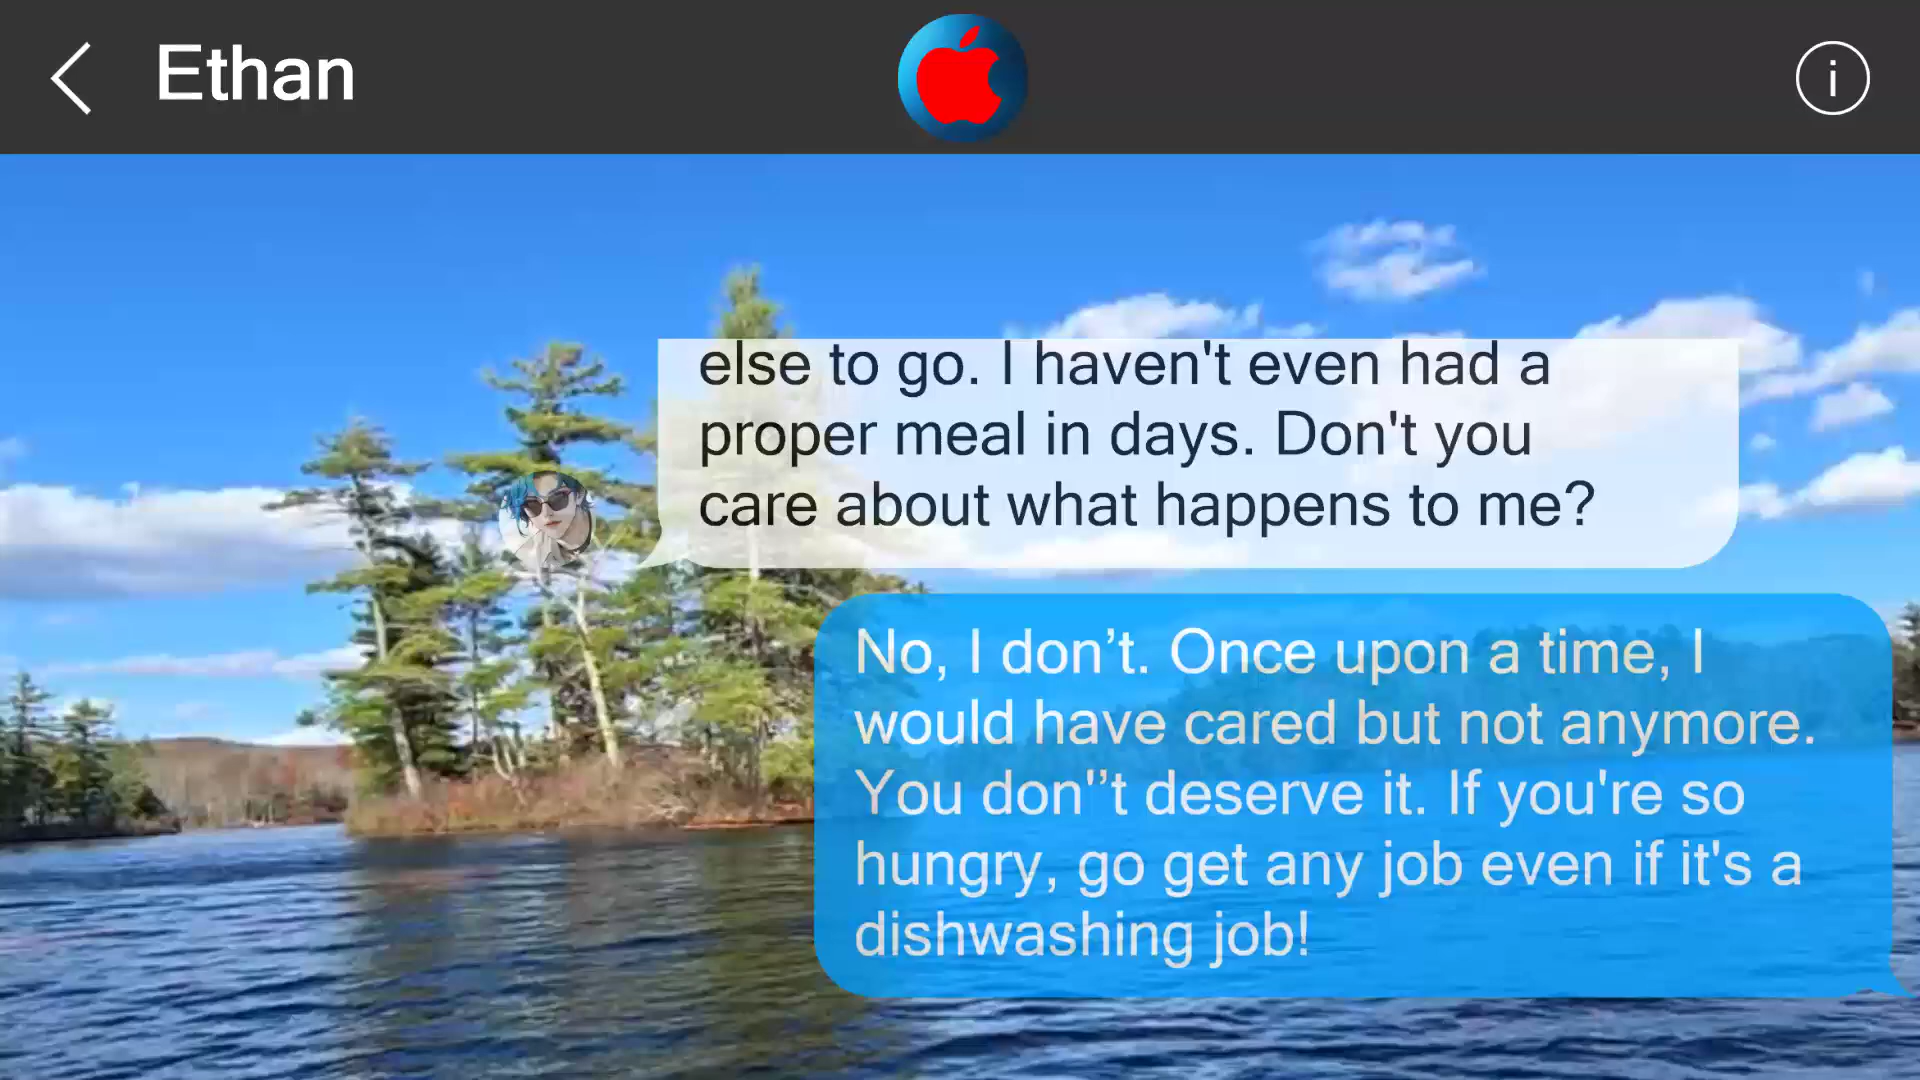 Ethan
i
else to go. I haven't even had a
proper meal in days. Don't you
care about what happens to me?
No, I don’t. Once upon a time, I
would have cared but not anymore.
You don'’t deserve it. If you're so
hungry, go get any job even if it's a
dishwashing job!